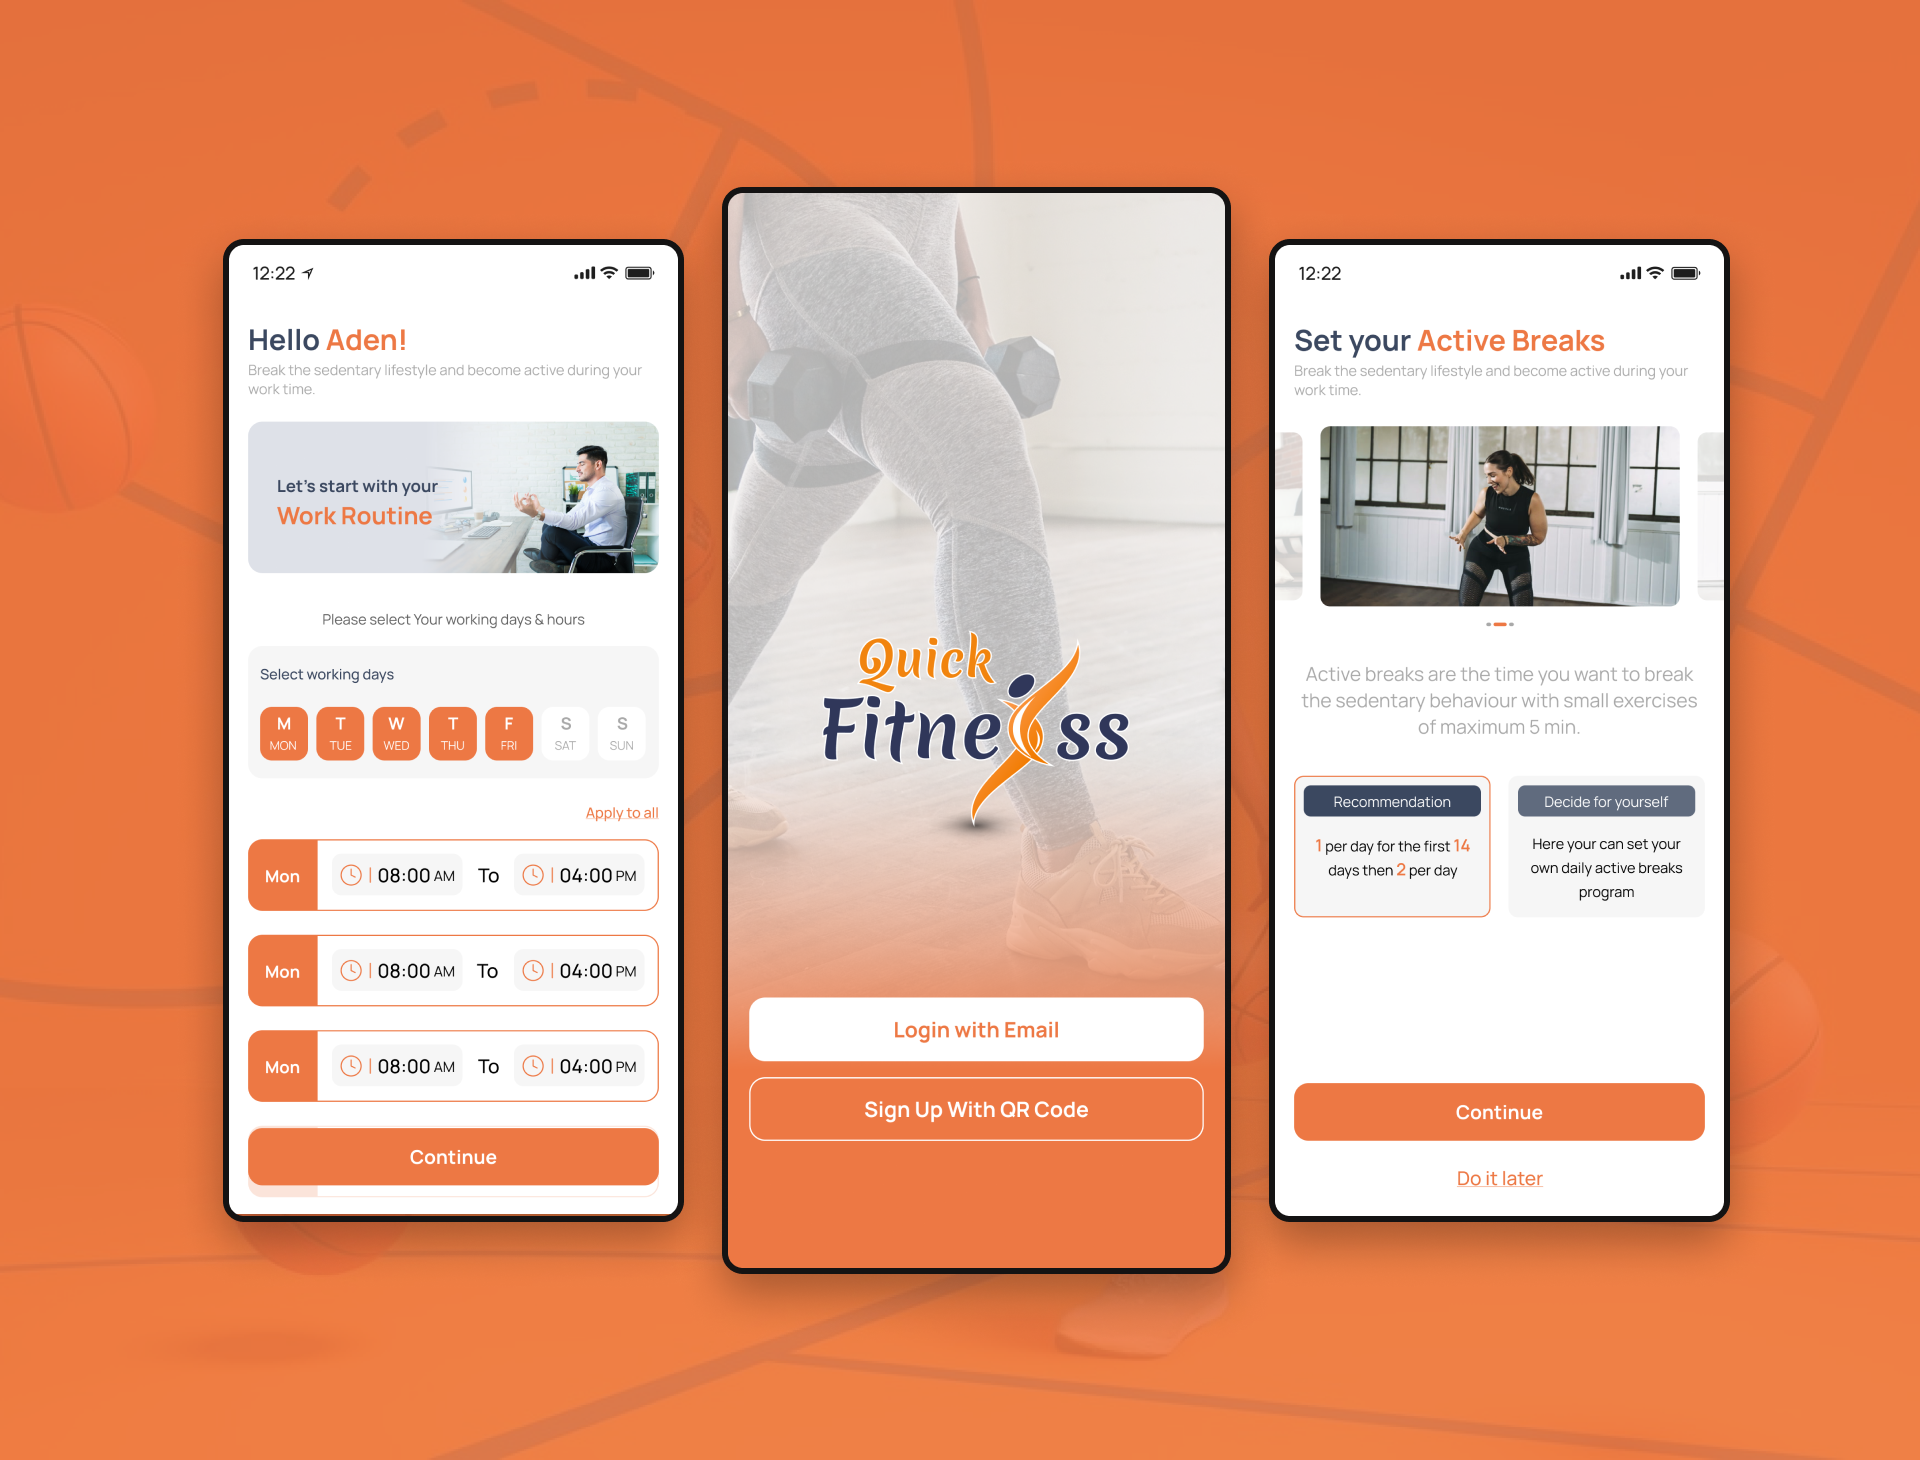 12:22
Hello Aden!
Break the sedentary lifestyle and become active during your
work time.
Let's start with your
Work Routine
Please select Your working days & hours
Select working days
M T W T F S S
MON TUE WED THU FRI SAT SUN
Apply to all
Mon 08:00 AM To 04:00 PM
Mon 08:00 AM To 04:00 PM
Mon 08:00 AM To 04:00 PM
Continue
Quick
Fitness
Login with Email
Sign Up With QR Code
12:22
Set your Active Breaks
Break the sedentary lifestyle and become active during your
work time.
Active breaks are the time you want to break
the sedentary behaviour with small exercises
of maximum 5 min.
Recommendation
1 per day for the first 14
days then 2 per day
Decide for yourself
Here your can set your
own daily active breaks
program
Continue
Do it later